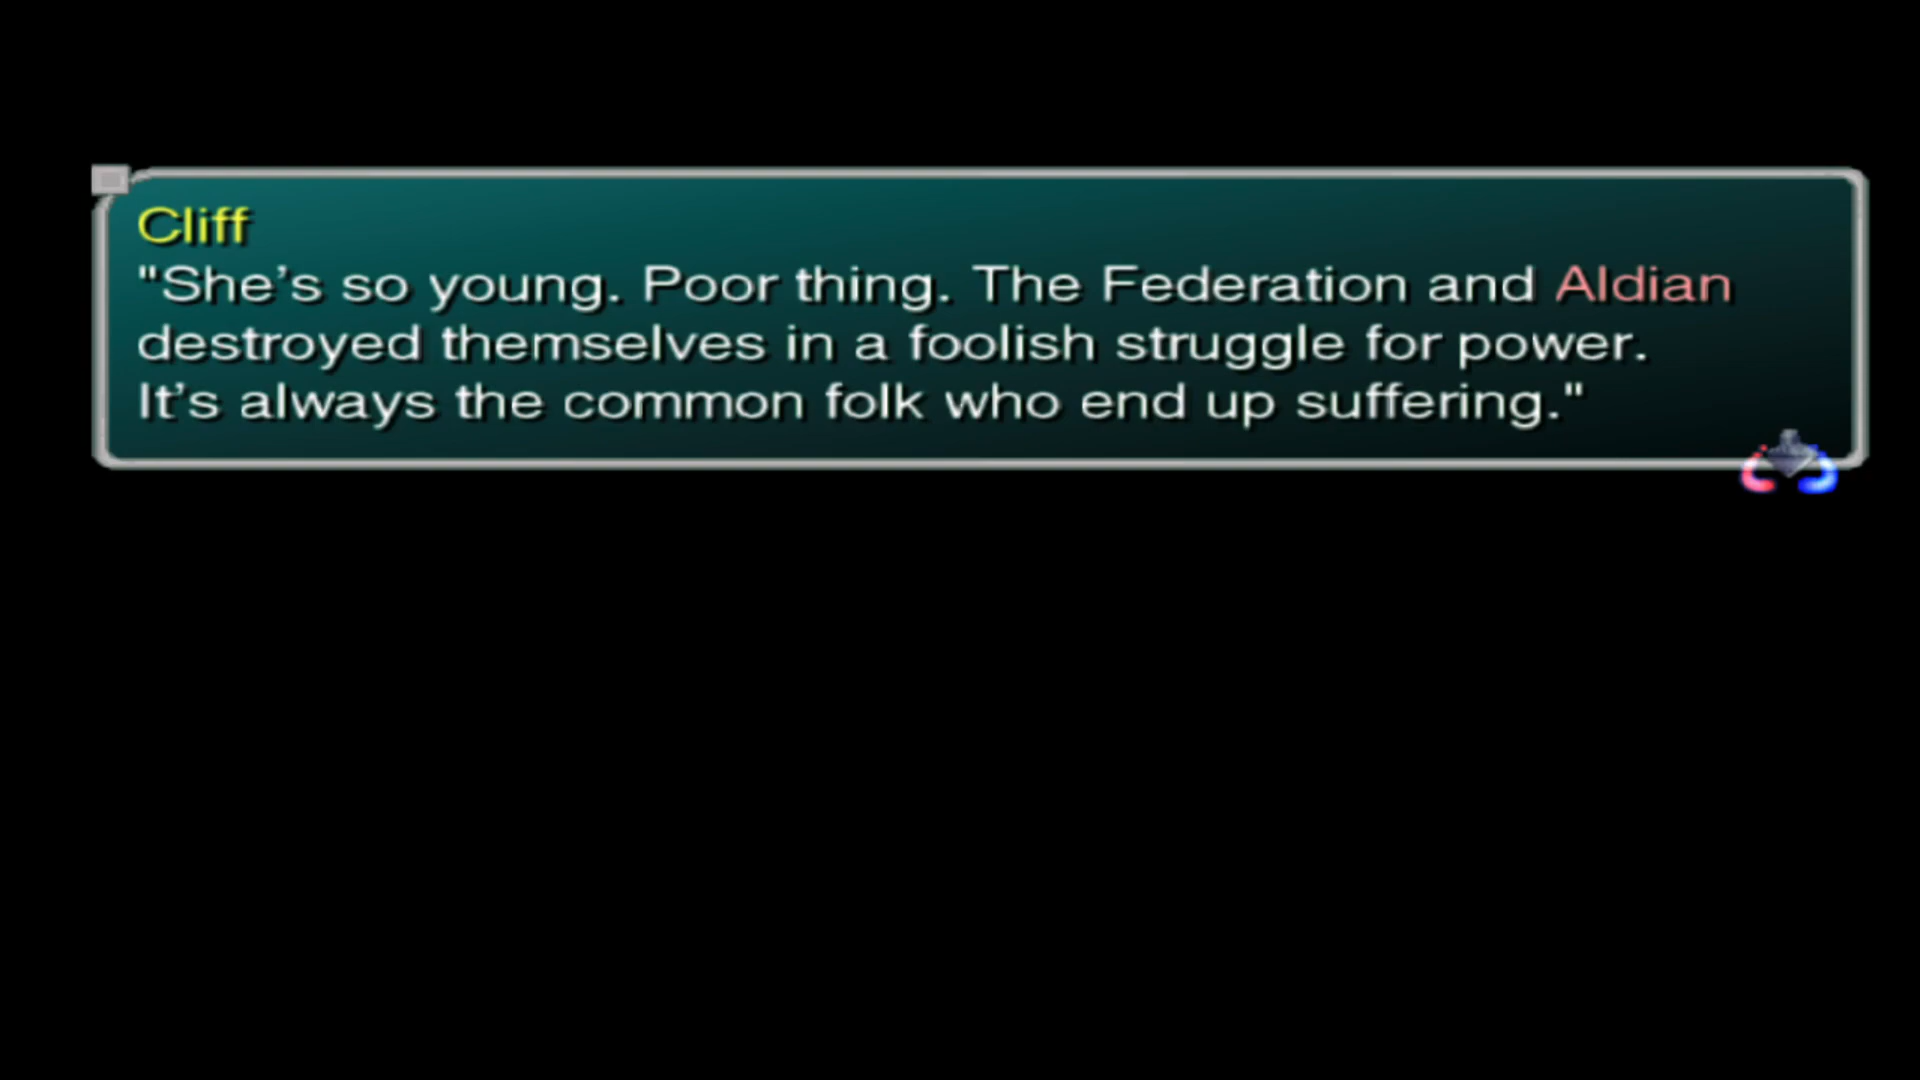 Cliff
"She's so young. Poor thing. The Federation and Aldian
destroyed themselves in a foolish struggle for power.
It's always the common folk who end up suffering."